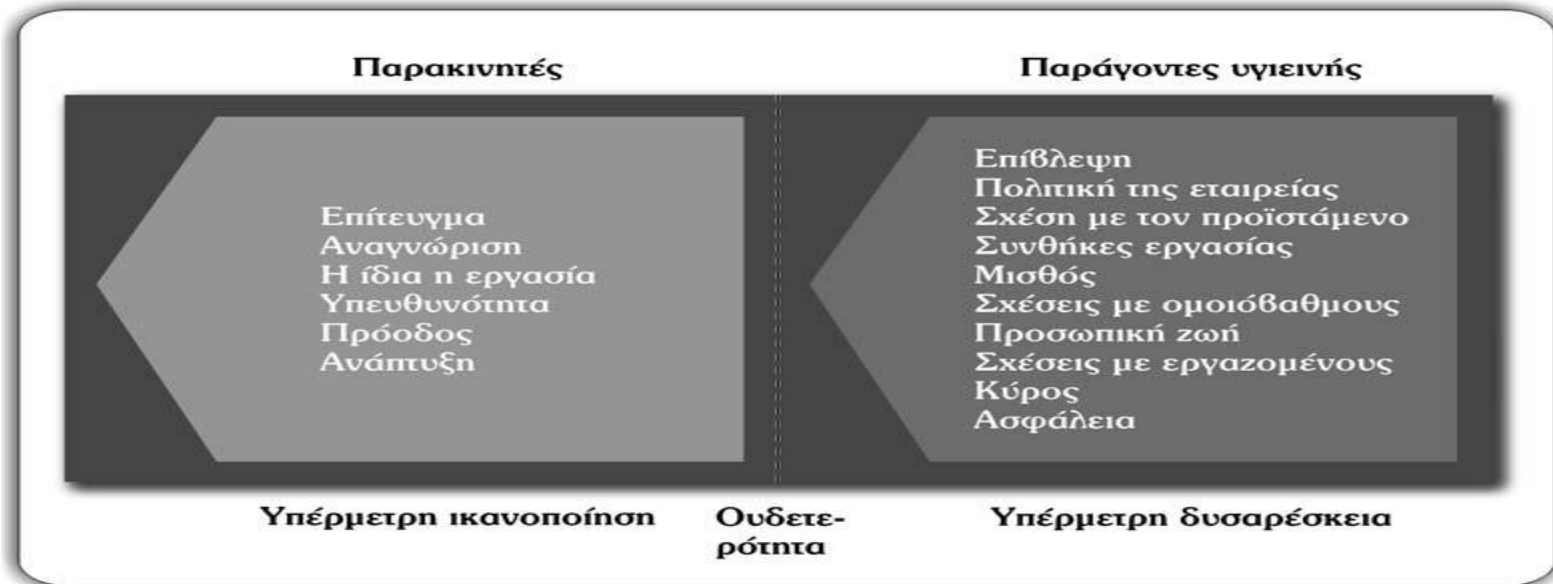 Παρακινητές
Παράγοντες υγιεινής
Επίτευγμα
Αναγνώριση
Η ίδια η εργασία
Υπευθυνότητα
Πρόοδος
Ανάπτυξη
Επίβλεψη
Πολιτική της εταιρείας
Σχέση με τον προϊστάμενο
Συνθήκες εργασίας
Μισθός
Σχέσεις με ομοιόβαθμους
Προσωπική ζωή
Σχέσεις με εργαζομένους
Κύρος
Ασφάλεια
Υπέρμετρη ικανοποίηση
Ουδετε-
ρότητα
Υπέρμετρη δυσαρέσκεια